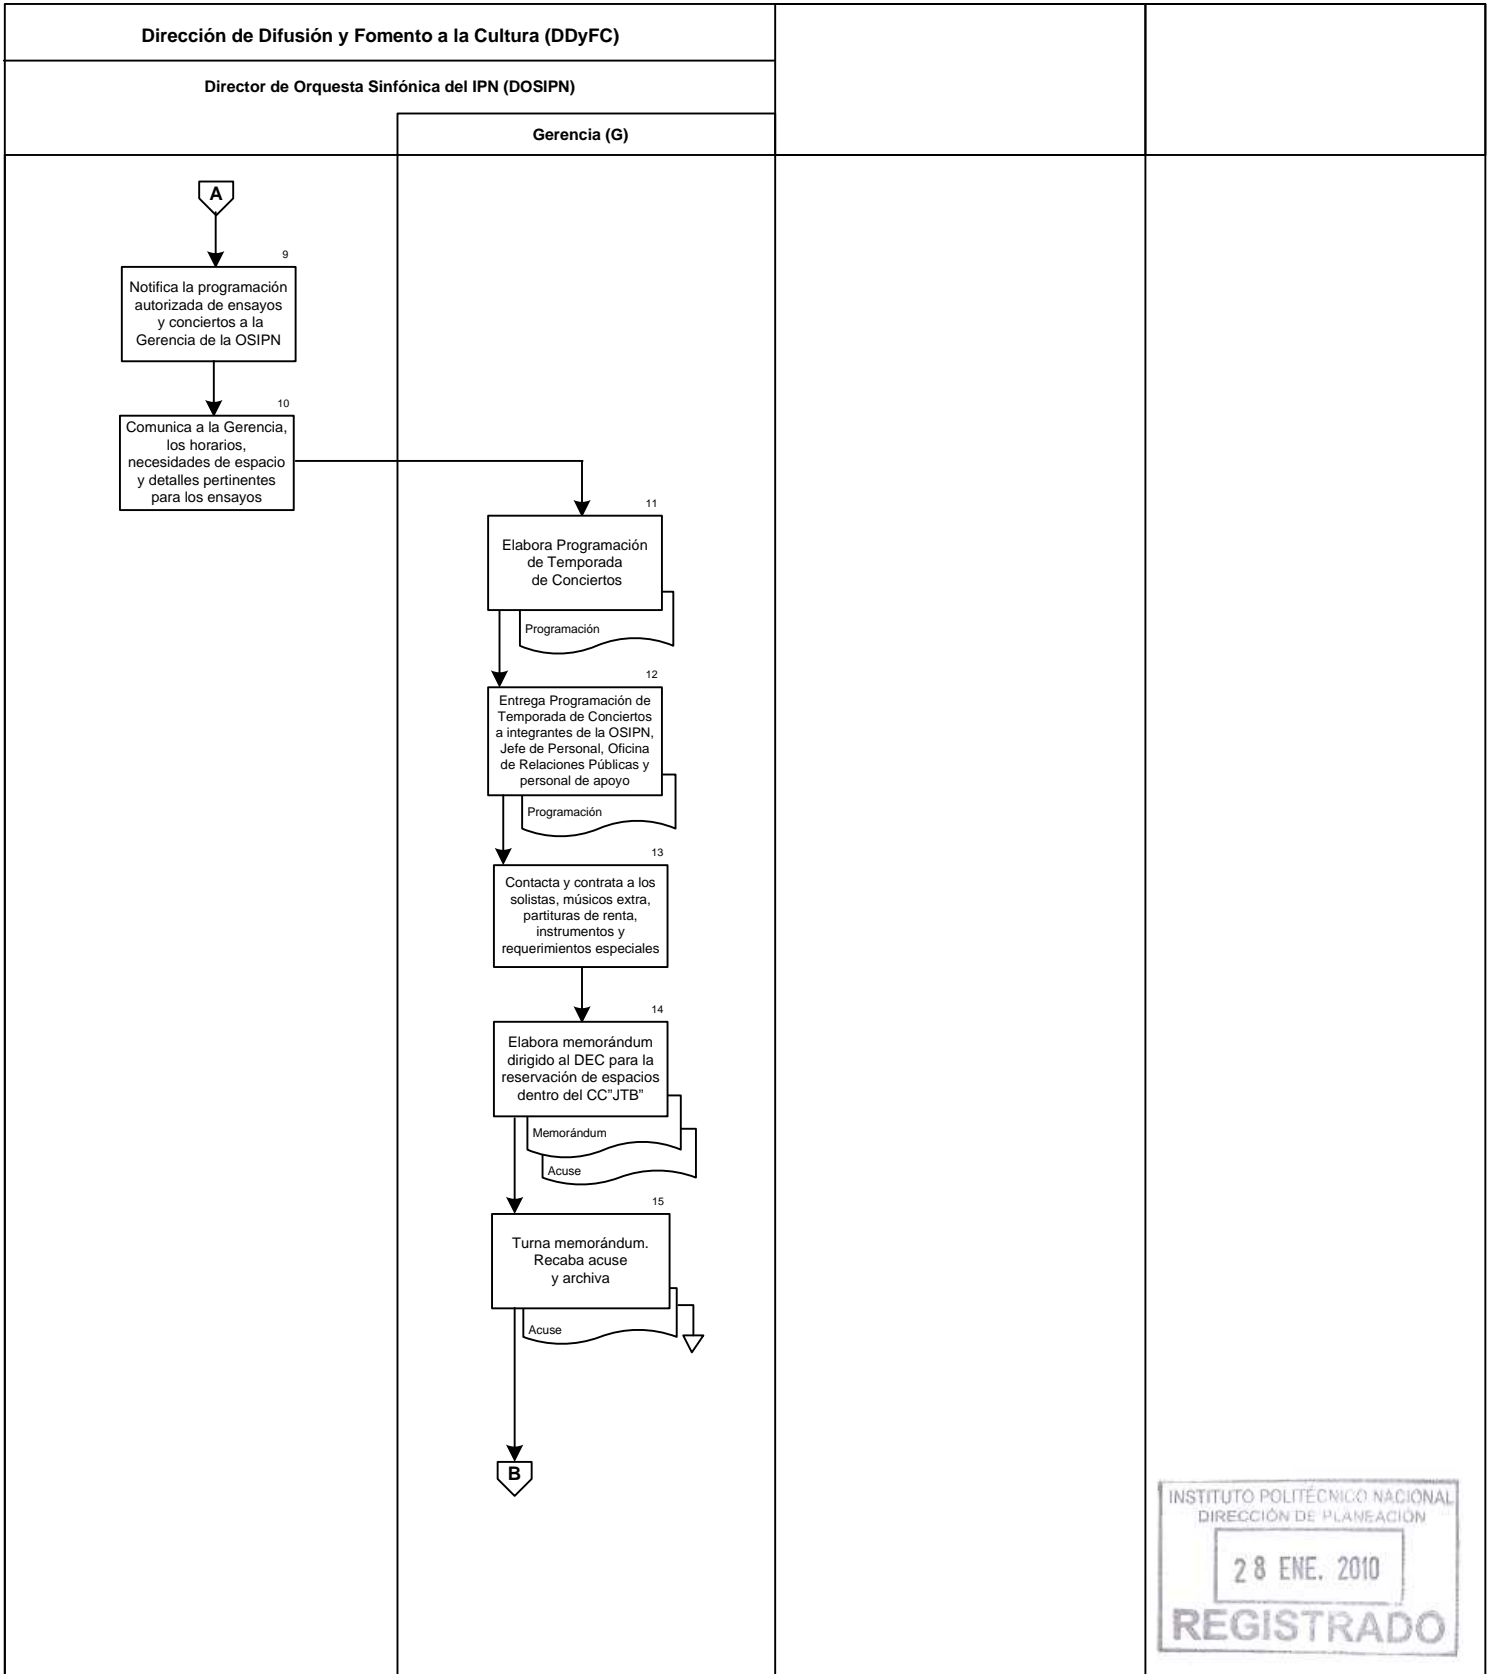 Dirección de Difusión y Fomento a la Cultura (DDyFC)
Director de Orquesta Sinfónica del IPN (DOSIPN)
Gerencia (G)
A
9
Notifica la programación
autorizada de ensayos
y conciertos a la
Gerencia de la OSIPN
10
Comunica a la Gerencia,
los horarios,
necesidades de espacio
y detalles pertinentes
para los ensayos
11
Elabora Programación
de Temporada
de Conciertos
Programación
12
Entrega Programación de
Temporada de Conciertos
a integrantes de la OSIPN,
Jefe de Personal, Oficina
de Relaciones Públicas y
personal de apoyo
Programación
13
Contacta y contrata a los
solistas, músicos extra,
partituras de renta,
instrumentos y
requerimientos especiales
14
Elabora memorándum
dirigido al DEC para la
reservación de espacios
dentro del CC”JTB”
Memorándum
Acuse
15
Turna memorándum.
Recaba acuse
y archiva
Acuse
B
INSTITUTO POLITÉCNICO NACIONAL
DIRECCIÓN DE PLANEACIÓN
28 ENE. 2010
REGISTRADO